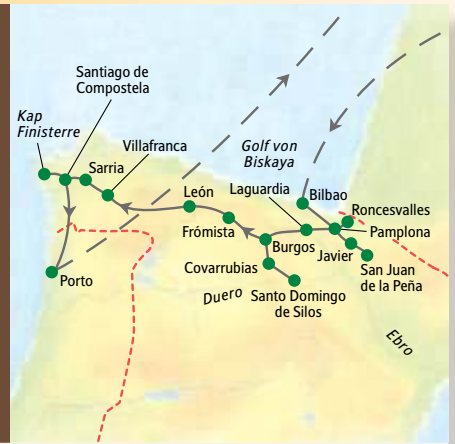 Santiago de
Compostela
Kap
Finisterre
Villafranca
Sarria
Golf von
Biskaya
León
Laguardia
Bilbao
Roncesvalles
Frómista
Burgos
Pamplona
Javier
San Juan
de la Peña
Covarrubias
Porto
Duero
Santo Domingo
de Silos
Ebro